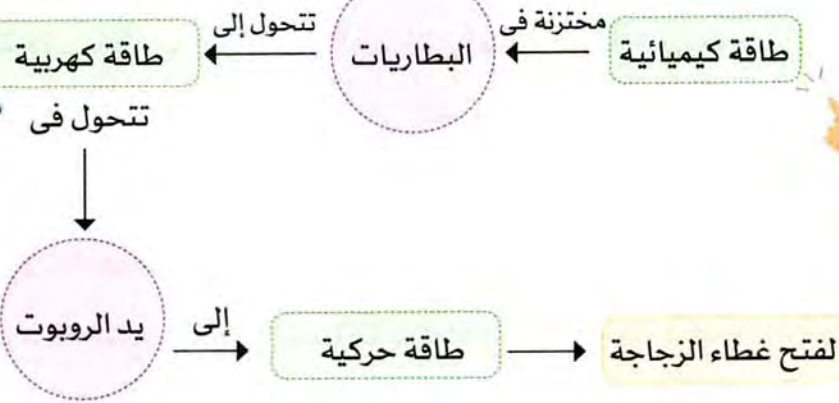 طاقة كيميائية
مختزنة فى
البطاريات
تتحول إلى
طاقة كهربية
تتحول فى
يد الروبوت
إلى
طاقة حركية
لفتح غطاء الزجاجة